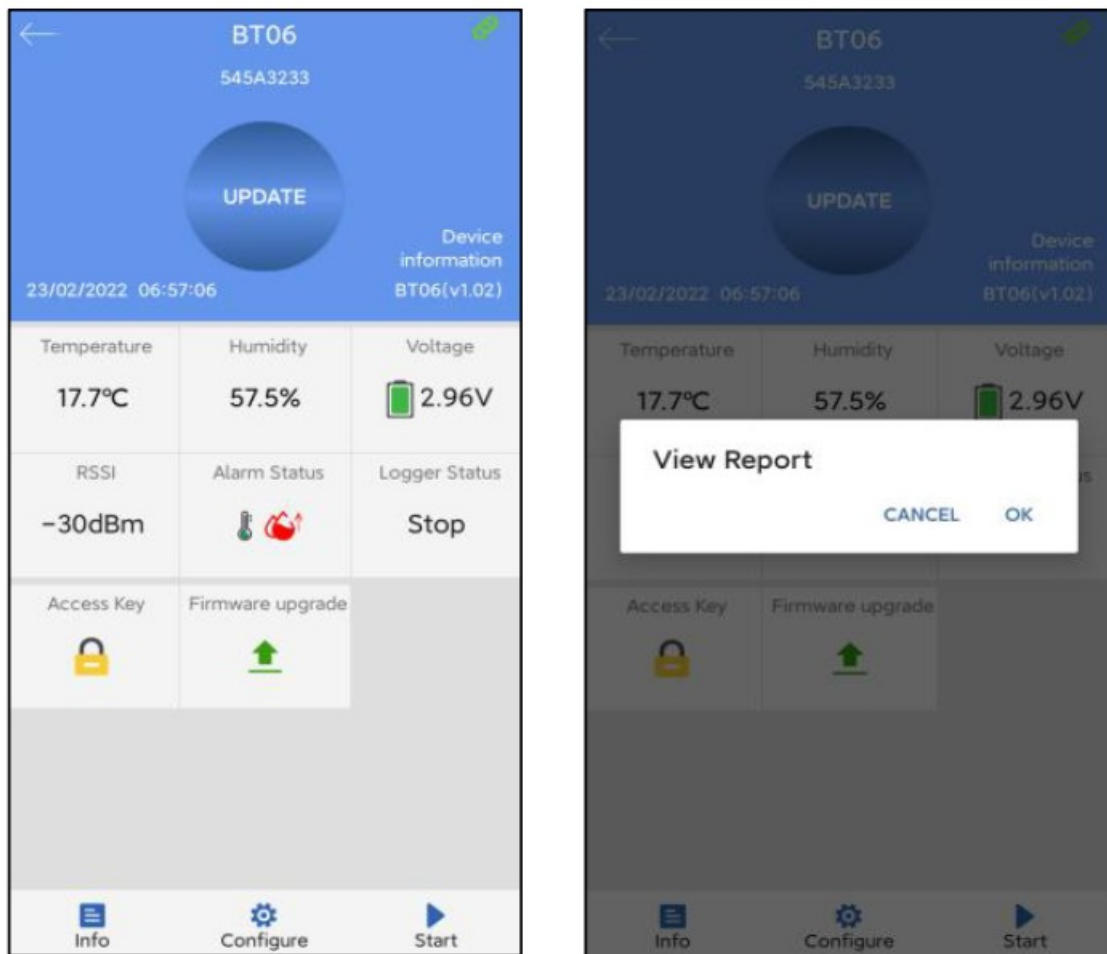 BT06
545A3233
UPDATE
Device
information
23/02/2022 06:57:06
BT06(v1.02)
Temperature
Humidity
Voltage
17.7°C
57.5%
2.96V
RSSI
Alarm Status
Logger Status
-30dBm
Stop
Access Key
Firmware upgrade
Info
Configure
Start
BT06
545A3233
UPDATE
Device
information
23/02/2022 06:57:06
BT06(v1.02)
Temperature
Humidity
Voltage
17.7°C
57.5%
2.96V
View Report
CANCEL
OK
Access Key
Firmware upgrade
Info
Configure
Start